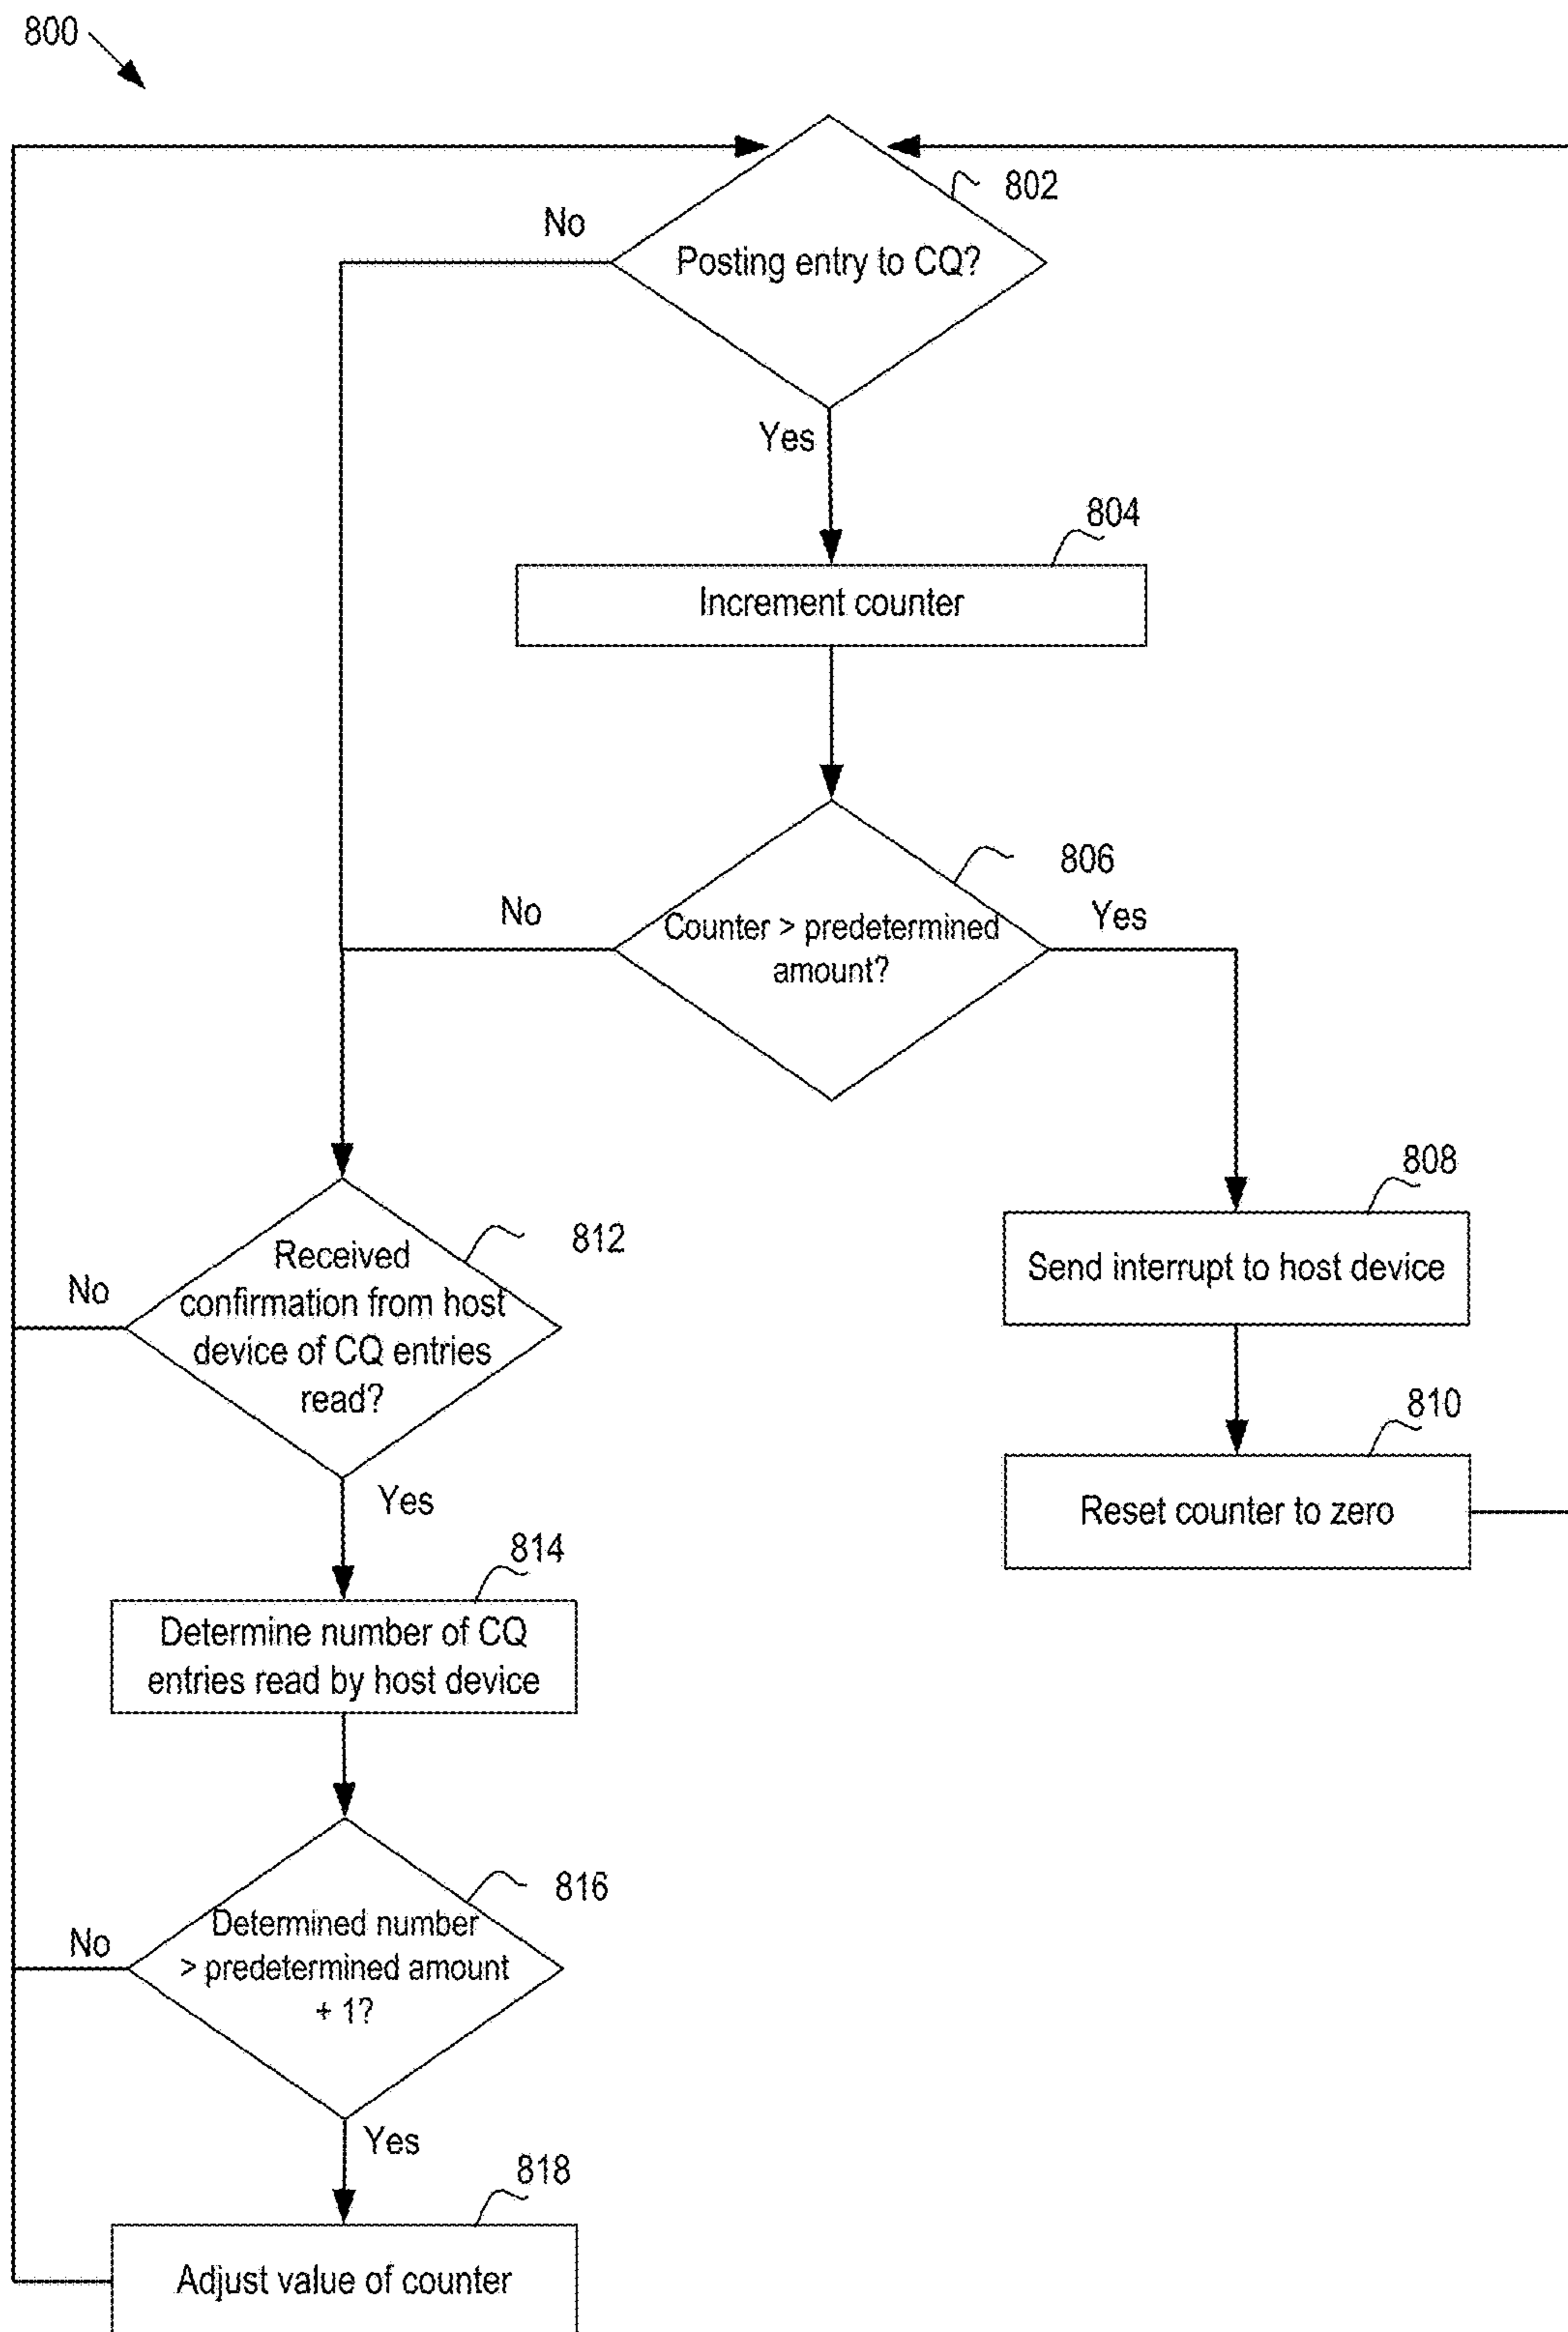 800
802
No
Posting entry to CQ?
Yes
804
Increment counter
806
No
Yes
Counter > predetermined
amount?
808
812
Received
confirmation from host
device of CQ entries
read?
No
Send interrupt to host device
810
Yes
Reset counter to zero
814
Determine number of CQ
entries read by host device
816
No
Determined number
> predetermined amount
+ 1?
Yes
818
Adjust value of counter